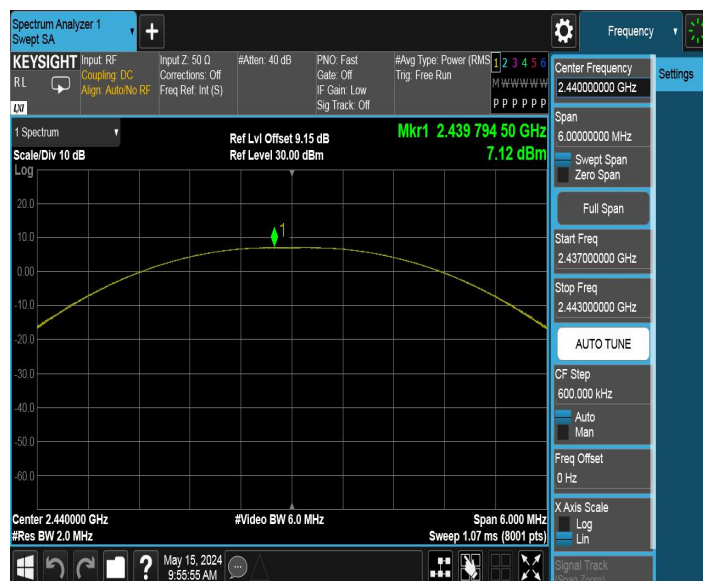 Spectrum Analyzer 1
Swept SA
+
Frequency
KEYSIGHT
RL
LXI
Input: RF
Coupling: DC
Align: Auto/No RF
Input Z: 50 Ω
Corrections: Off
Freq Ref: Int (S)
#Atten: 40 dB
PNO: Fast
Gate: Off
IF Gain: Low
Sig Track: Off
#Avg Type: Power (RMS
Trig: Free Run
1 2 3 4 5 6
M W W W W W
P P P P P P
1 Spectrum
Scale/Div 10 dB
Log
Ref Lvl Offset 9.15 dB
Ref Level 30.00 dBm
Mkr1 2.439 794 50 GHz
7.12 dBm
1
20.0
10.0
0.00
-10.0
-20.0
-30.0
-40.0
-50.0
-60.0
Center 2.440000 GHz
#Res BW 2.0 MHz
#Video BW 6.0 MHz
Span 6.000 MHz
Sweep 1.07 ms (8001 pts)
Center Frequency
2.440000000 GHz
Settings
Span
6.00000000 MHz
Swept Span
Zero Span
Full Span
Start Freq
2.437000000 GHz
Stop Freq
2.443000000 GHz
AUTO TUNE
CF Step
600.000 kHz
Auto
Man
Freq Offset
0 Hz
X Axis Scale
Log
Lin
Signal Track
(Span Zoom)
?
May 15, 2024
9:55:55 AM